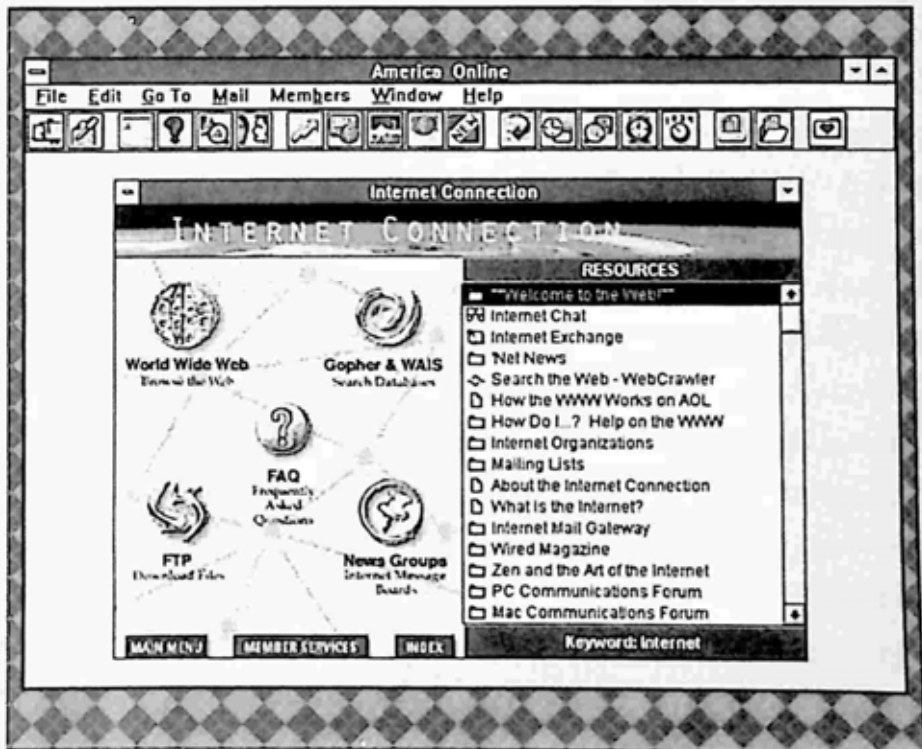 America Online
File Edit Go To Mail Members Window Help
Internet Connection
INTERNET CONNECTION
World Wide Web
Browse the Web
Gopher & WAIS
Search Databases
FAQ
Frequently
Asked
Questions
FTP
Download Files
News Groups
Internet Message
Boards
MAIN MENU
MEMBER SERVICES
INDEX
RESOURCES
**Welcome to the Web!**
Internet Chat
Internet Exchange
'Net News
Search the Web - WebCrawler
How the WWW Works on AOL
How Do I...? Help on the WWW
Internet Organizations
Mailing Lists
About the Internet Connection
What is the Internet?
Internet Mail Gateway
Wired Magazine
Zen and the Art of the Internet
PC Communications Forum
Mac Communications Forum
Keyword: Internet